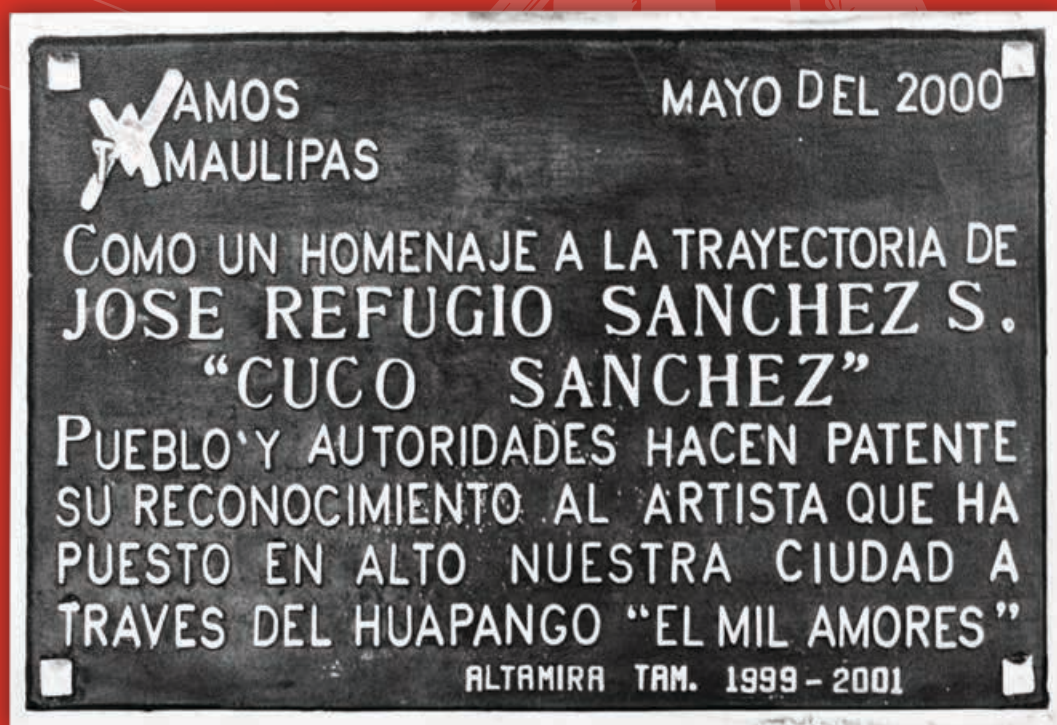 VAMOS MAYO DEL 2000
TAMAULIPAS
COMO UN HOMENAJE A LA TRAYECTORIA DE
JOSE REFUGIO SANCHEZ S.
“CUCO SANCHEZ”
PUEBLO Y AUTORIDADES HACEN PATENTE
SU RECONOCIMIENTO AL ARTISTA QUE HA
PUESTO EN ALTO NUESTRA CIUDAD A
TRAVES DEL HUAPANGO “EL MIL AMORES”
ALTAMIRA TAM. 1999-2001